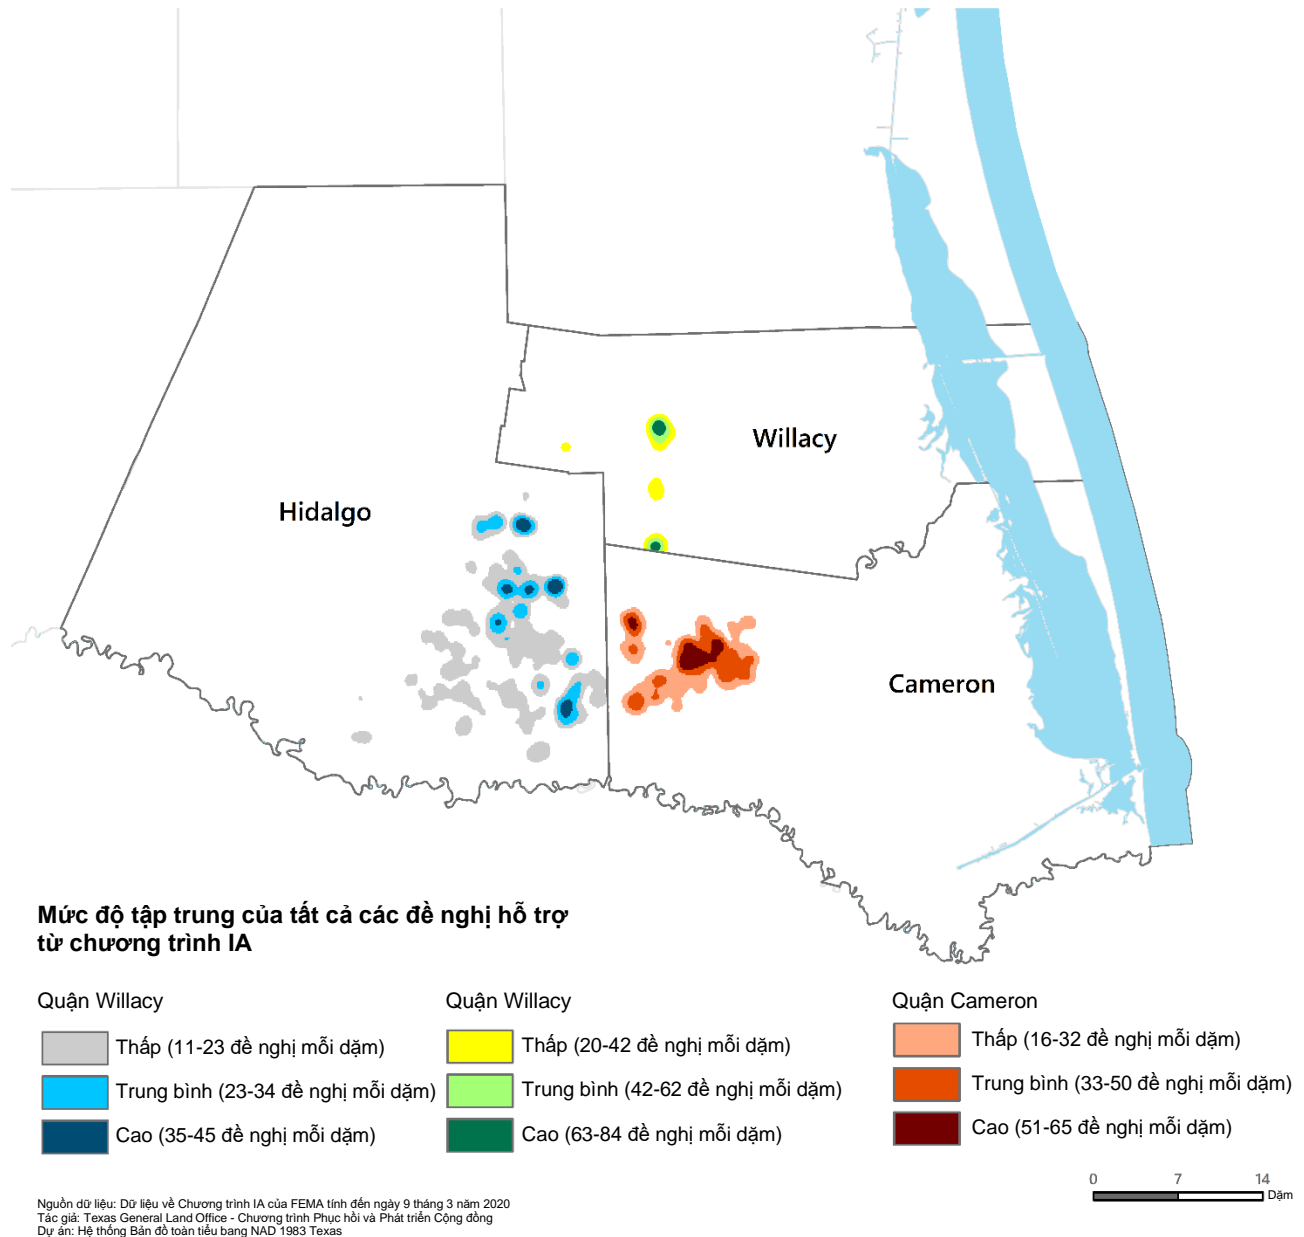 Willacy
Hidalgo
Cameron
Mức độ tập trung của tất cả các đề nghị hỗ trợ
từ chương trình IA
Quận Willacy
Thấp (11-23 đề nghị mỗi dặm)
Trung bình (23-34 đề nghị mỗi dặm)
Cao (35-45 đề nghị mỗi dặm)
Quận Willacy
Thấp (20-42 đề nghị mỗi dặm)
Trung bình (42-62 đề nghị mỗi dặm)
Cao (63-84 đề nghị mỗi dặm)
Quận Cameron
Thấp (16-32 đề nghị mỗi dặm)
Trung bình (33-50 đề nghị mỗi dặm)
Cao (51-65 đề nghị mỗi dặm)
0 7 14
Dặm
Nguồn dữ liệu: Dữ liệu về Chương trình IA của FEMA tính đến ngày 9 tháng 3 năm 2020
Tác giả: Texas General Land Office - Chương trình Phục hồi và Phát triển Cộng đồng
Dự án: Hệ thống Bản đồ toàn tiểu bang NAD 1983 Texas